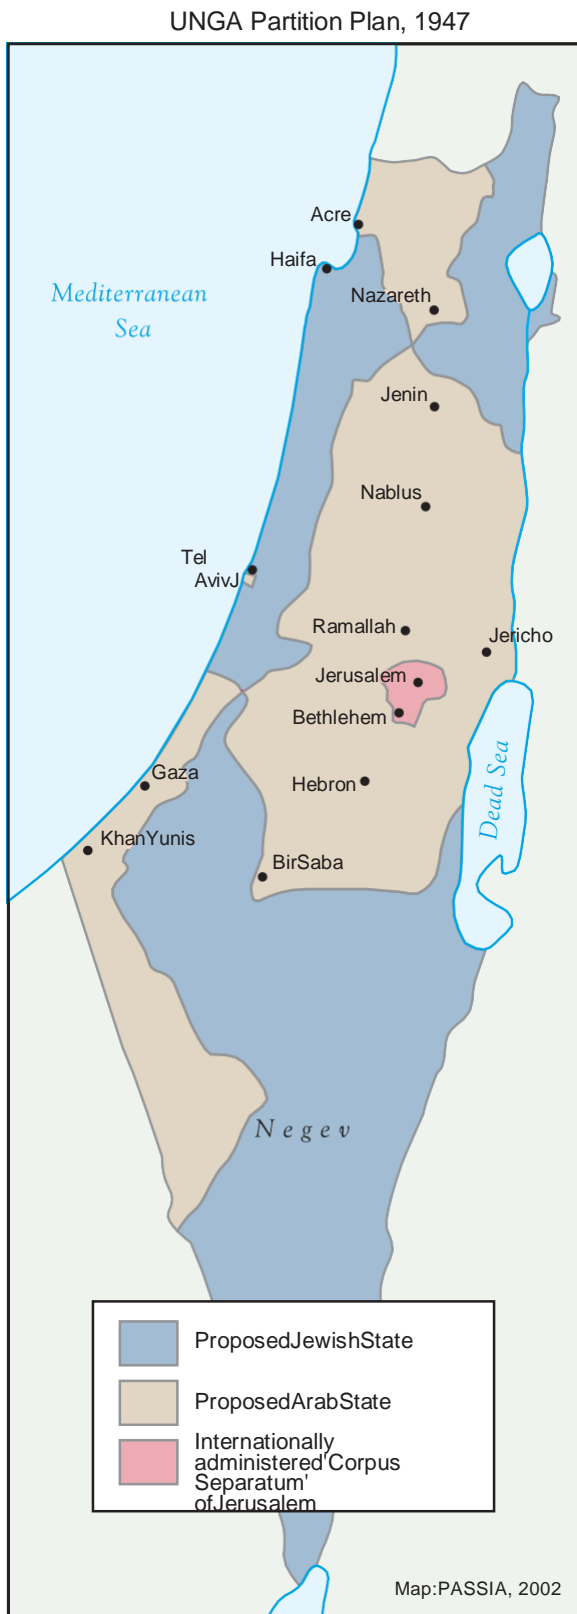 UNGA Partition Plan, 1947
Acre
Haifa
Mediterranean
Sea
Nazareth
Jenin
Nablus
Tel
AvivJ
Ramallah
Jericho
Jerusalem
Bethlehem
Dead Sea
Gaza
Hebron
KhanYunis
BirSaba
Negev
ProposedJewishState
ProposedArabState
Internationally
administered'Corpus
Separatum'
ofJerusalem
Map:PASSIA, 2002